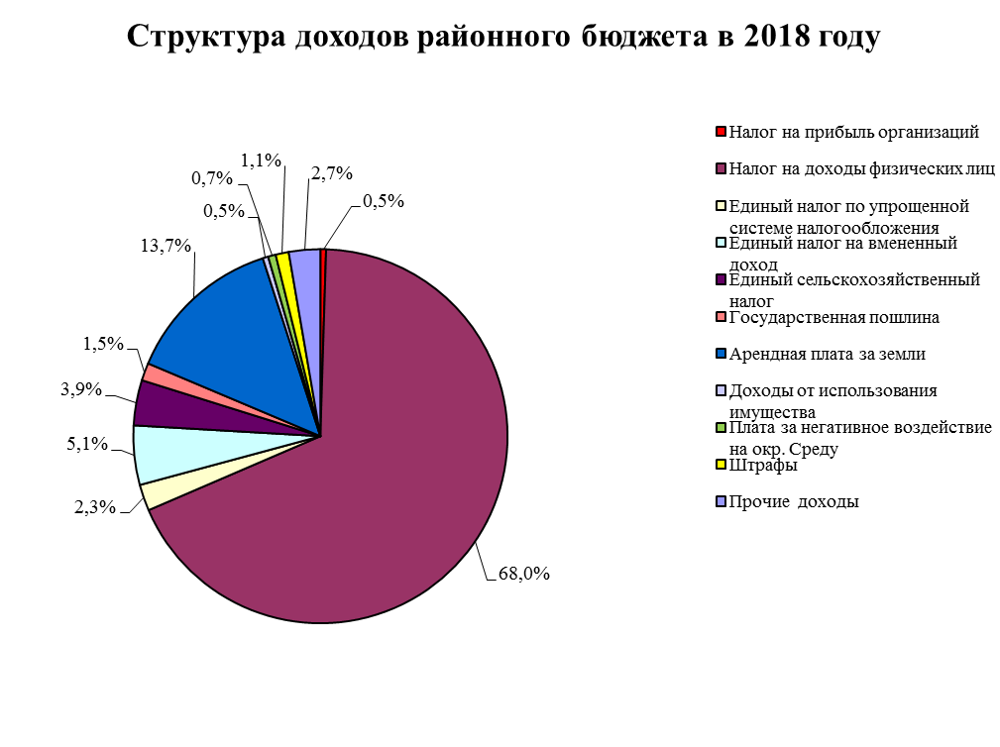 Структура доходов районного бюджета в 2018 году
1,1%
2,7%
0,7%
0,5%
0,5%
13,7%
1,5%
3,9%
5,1%
2,3%
68,0%
Налог на прибыль организаций
Налог на доходы физических лиц
Единый налог по упрощенной
системе налогообложения
Единый налог на вмененный
доход
Единый сельскохозяйственный
налог
Государственная пошлина
Арендная плата за земли
Доходы от использования
имущества
Плата за негативное воздействие
на окр. Среду
Штрафы
Прочие доходы